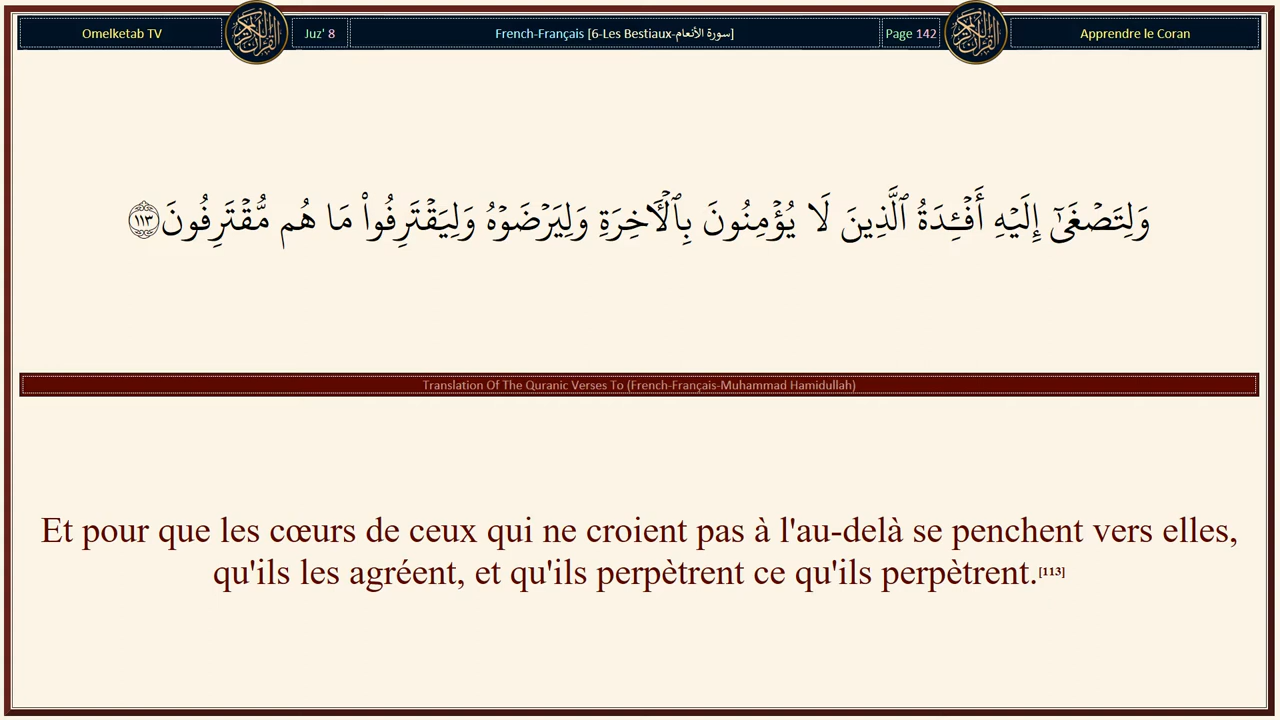 Omelketab TV
Juz' 8
French-Français [6-Les Bestiaux-سورة الأنعام]
Page 142
Apprendre le Coran
وَلِتَصۡغَىٰٓ إِلَيۡهِ أَفۡـِٔدَةُ ٱلَّذِينَ لَا يُؤۡمِنُونَ بِٱلۡأٓخِرَةِ وَلِيَرۡضَوۡهُ وَلِيَقۡتَرِفُواْ مَا هُم مُّقۡتَرِفُونَ ١١٣
Translation Of The Quranic Verses To (French-Français-Muhammad Hamidullah)
Et pour que les cœurs de ceux qui ne croient pas à l'au-delà se penchent vers elles,
qu'ils les agréent, et qu'ils perpètrent ce qu'ils perpètrent.[113]